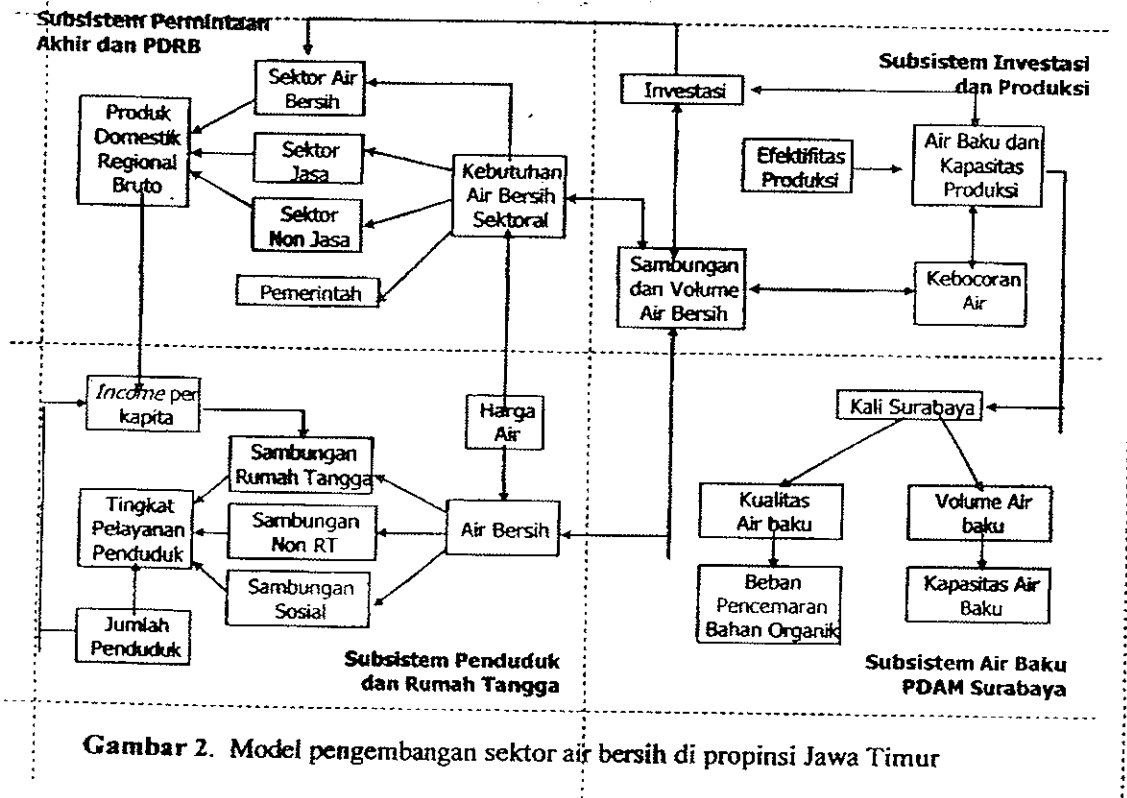 Subsistem Permintaan
Akhir dan PDRB
Sektor Air
Bersih
Produk
Domestik
Regional
Bruto
Sektor
Jasa
Sektor
Non Jasa
Pemerintah
Kebutuhan
Air Bersih
Sektoral
Subsistem Investasi
dan Produksi
Investasi
Efektifitas
Produksi
Air Baku dan
Kapasitas
Produksi
Sambungan
dan Volume
Air Bersih
Kebocoran
Air
Income per
kapita
Harga
Air
Sambungan
Rumah Tangga
Tingkat
Pelayanan
Penduduk
Sambungan
Non RT
Air Bersih
Sambungan
Sosial
Jumlah
Penduduk
Subsistem Penduduk
dan Rumah Tangga
Kali Surabaya
Kualitas
Air baku
Volume Air
baku
Beban
Pencemaran
Bahan Organik
Kapasitas Air
Baku
Subsistem Air Baku
PDAM Surabaya
Gambar 2. Model pengembangan sektor air bersih di propinsi Jawa Timur